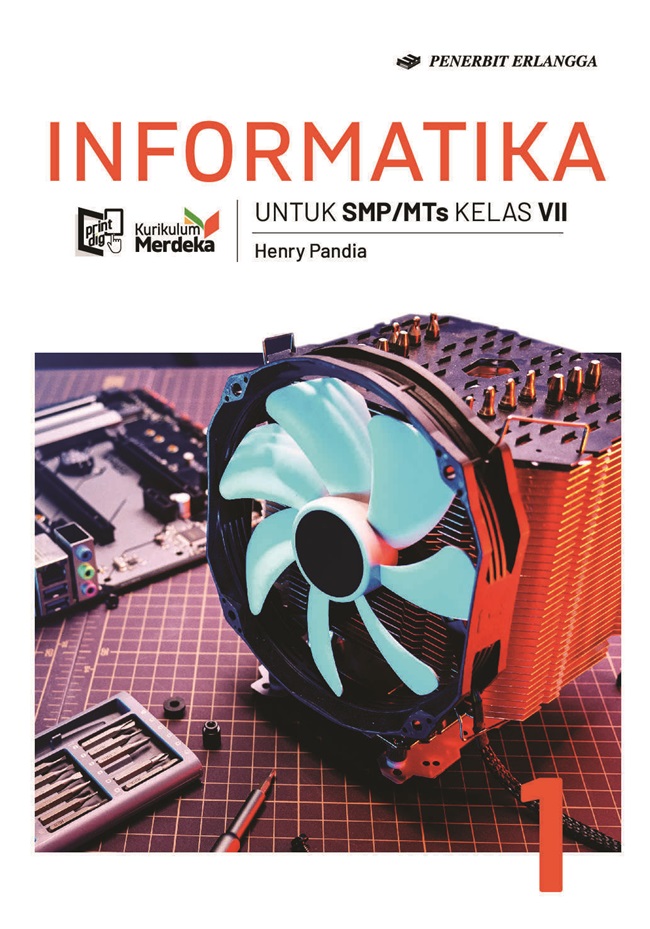 PENERBIT ERLANGGA
INFORMATIKA
print
dig
Kurikulum
Merdeka
UNTUK SMP/MTs KELAS VII
Henry Pandia
1